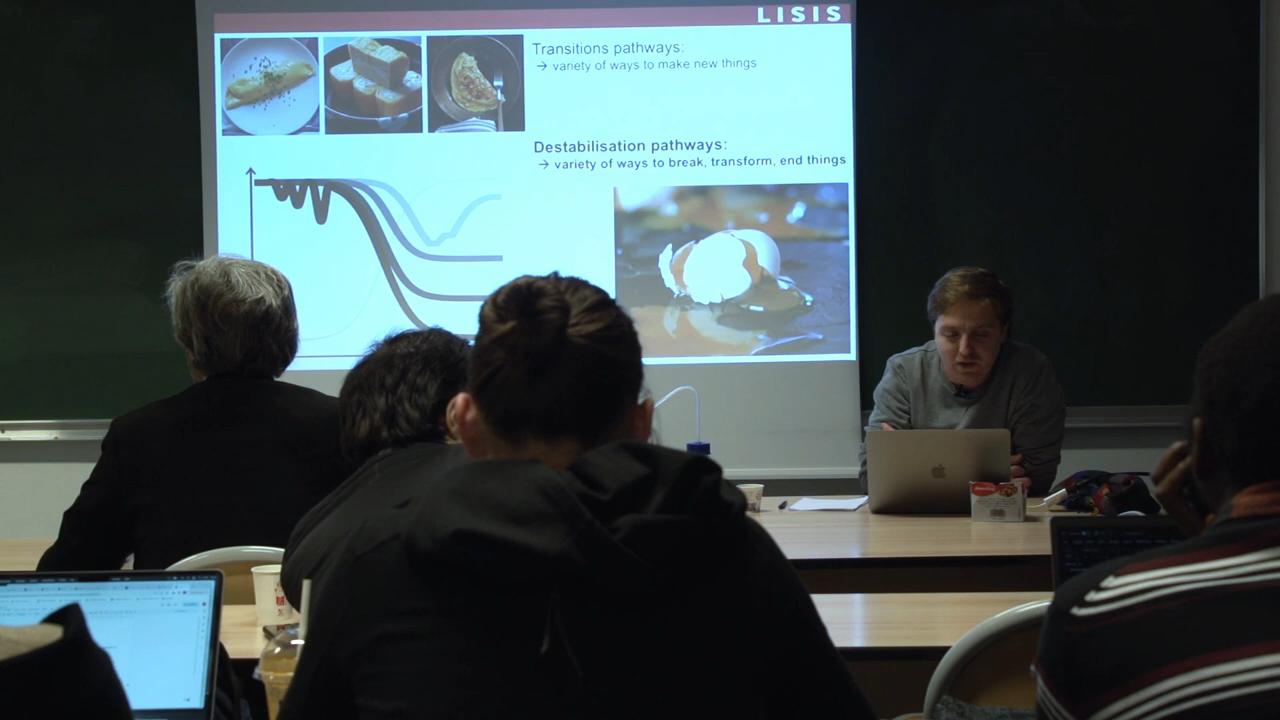 LISIS
Transitions pathways:
→ variety of ways to make new things
Destabilisation pathways:
→ variety of ways to break, transform, end things